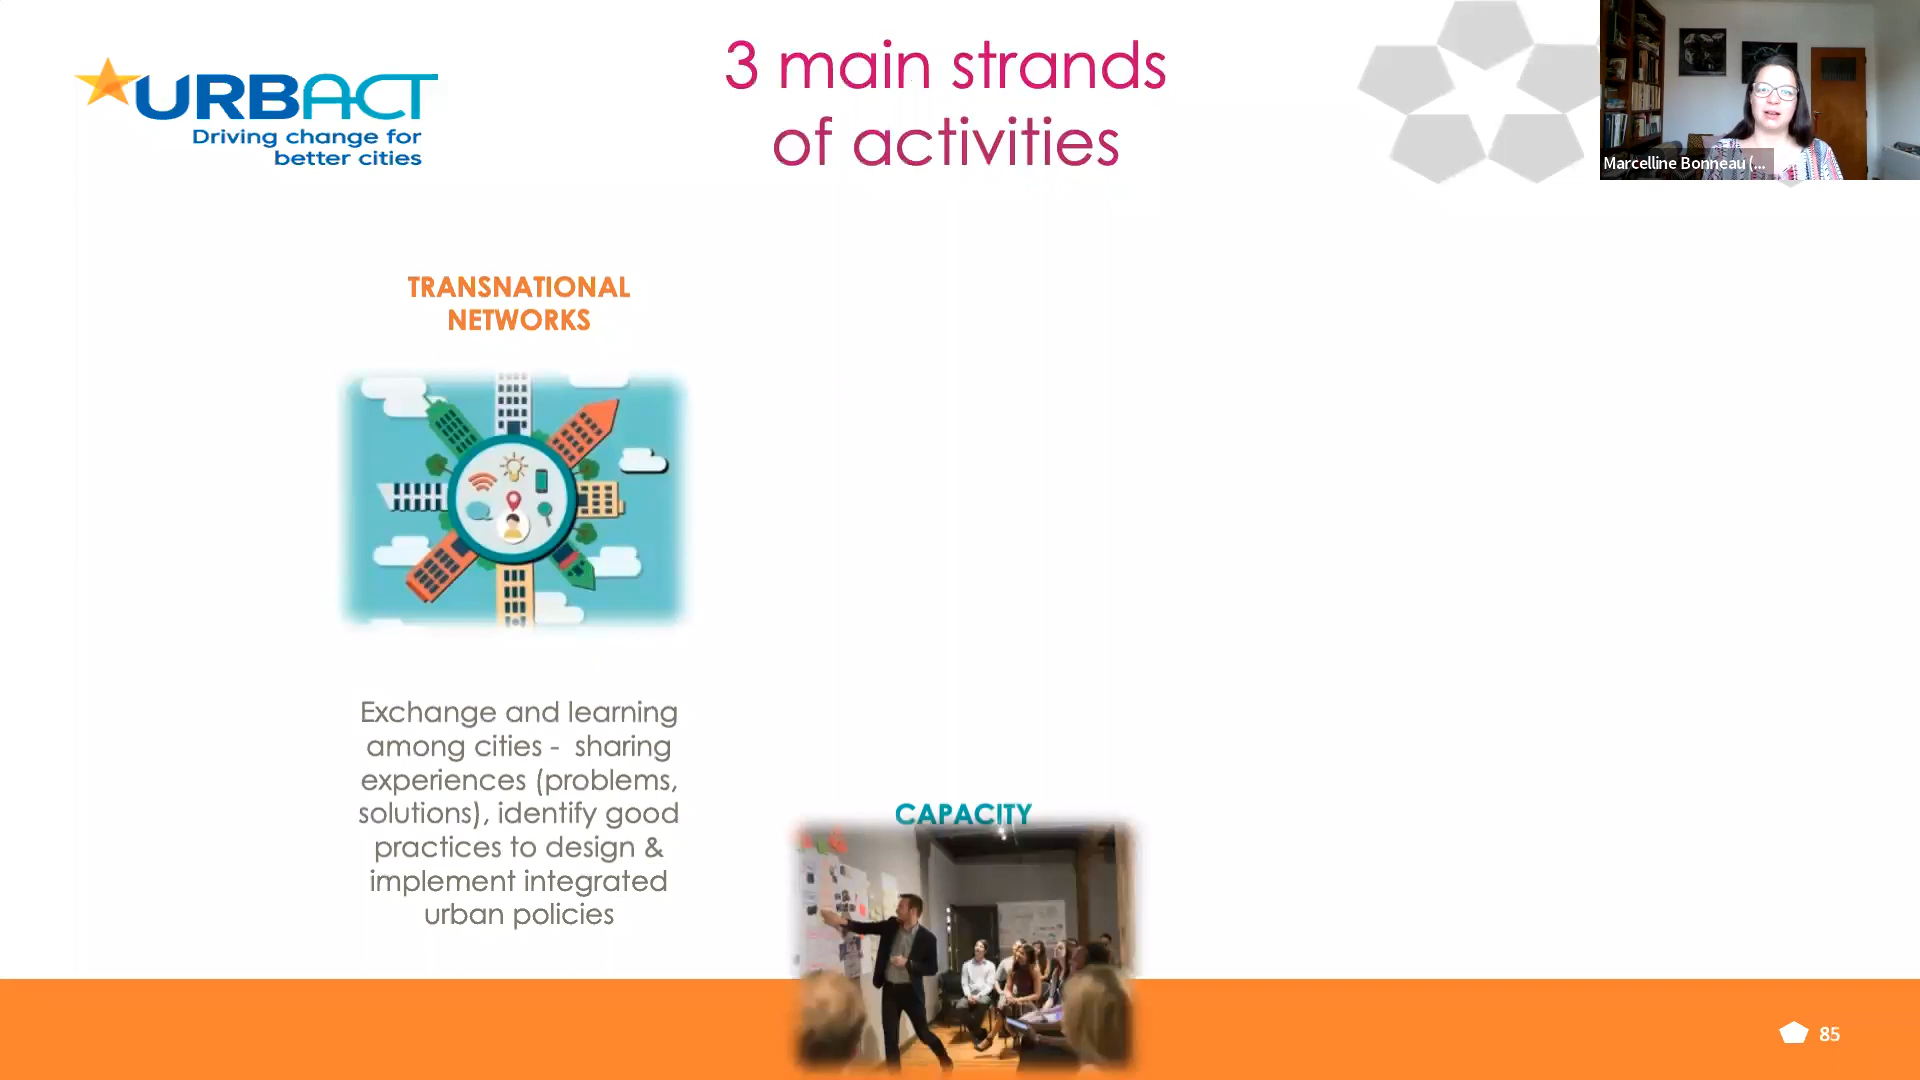 URBACT
Driving change for
better cities
3 main strands
of activities
Marcelline Bonneau (...
TRANSNATIONAL
NETWORKS
Exchange and learning
among cities -  sharing
experiences (problems,
solutions), identify good
practices to design &
implement integrated
urban policies
CAPACITY
85